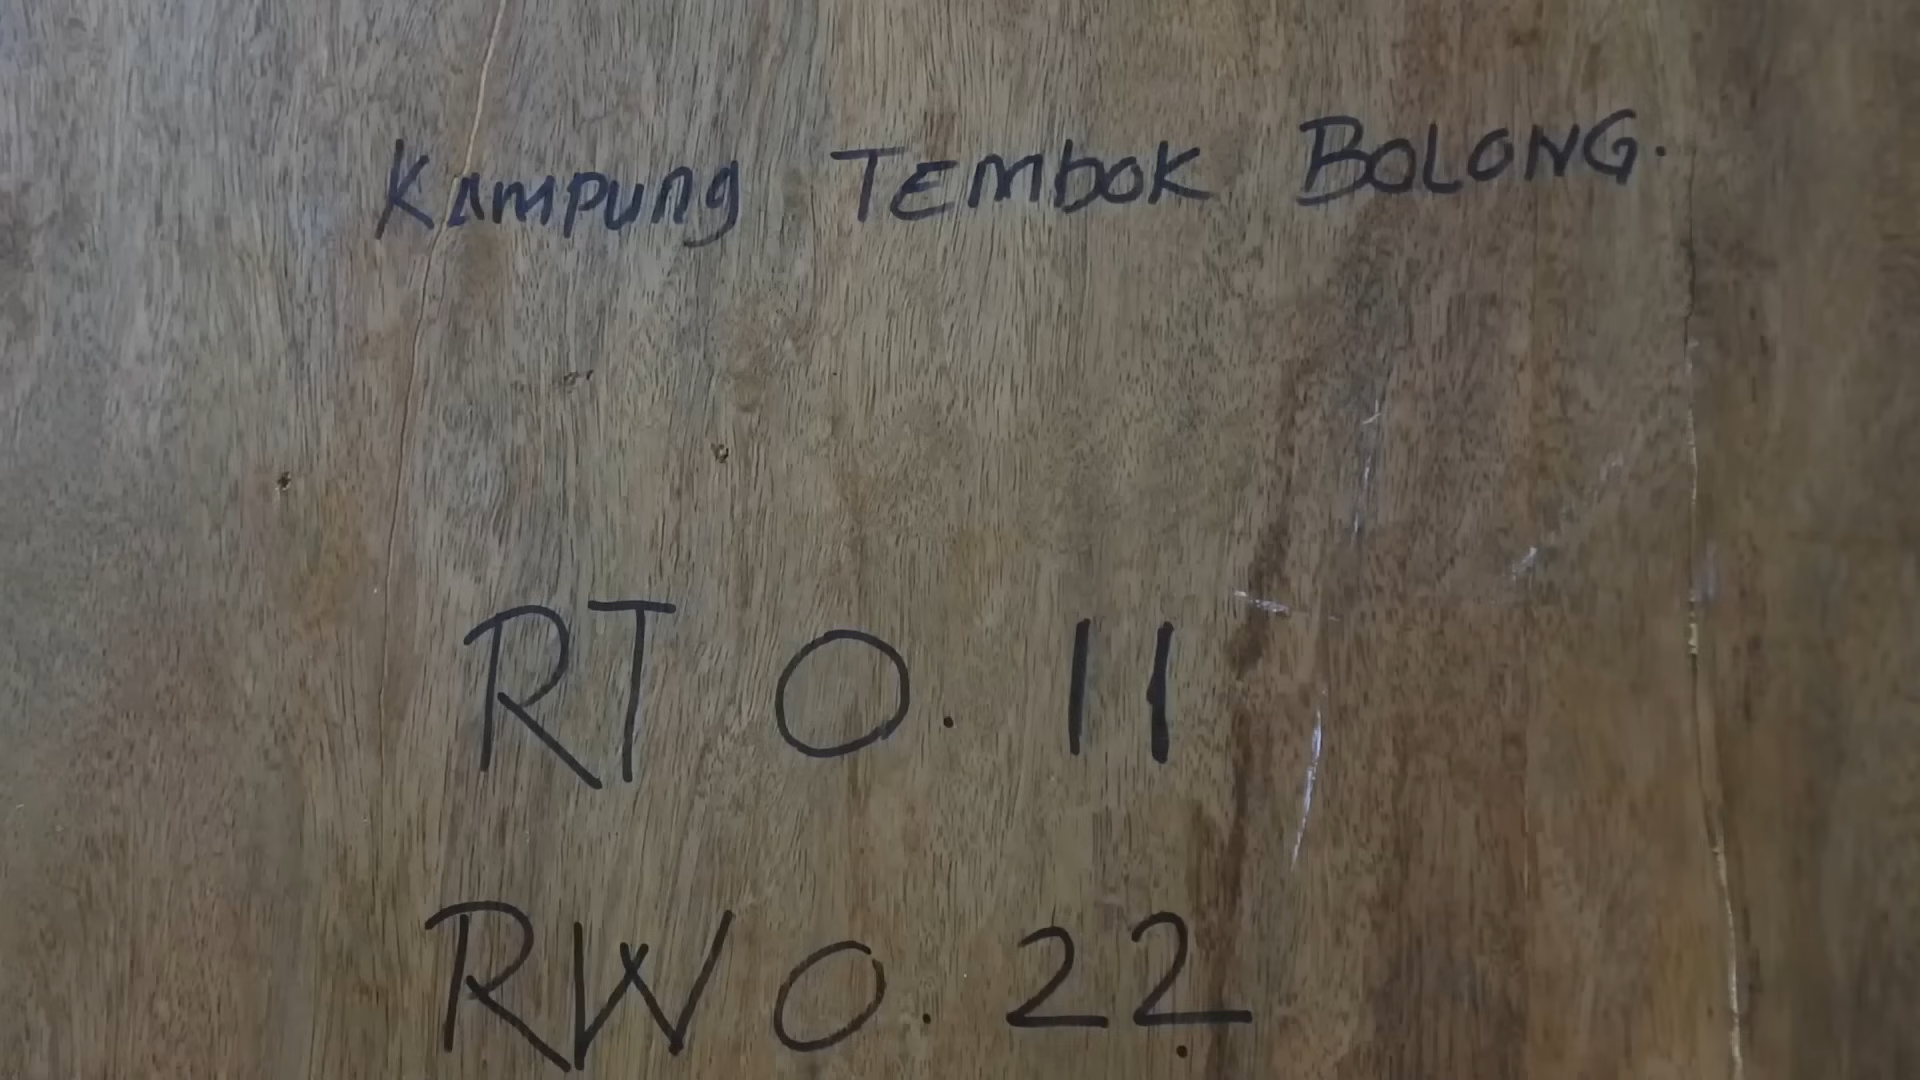 Kampung TEMBOK BOLONG.
RT 0. 11
RW 0. 22.